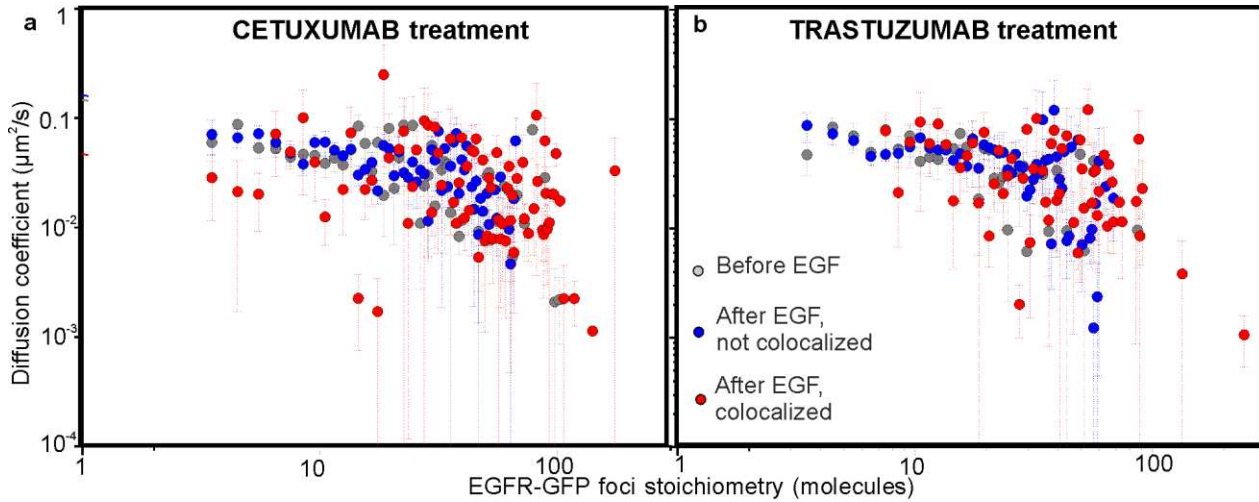 a
CETUXUMAB treatment
b
TRASTUZUMAB treatment
Diffusion coefficient (µm²/s)
1
0.1
10⁻²
10⁻³
10⁻⁴
Before EGF
After EGF,
not colocalized
After EGF,
colocalized
1
10
100
1
10
100
EGFR-GFP foci stoichiometry (molecules)